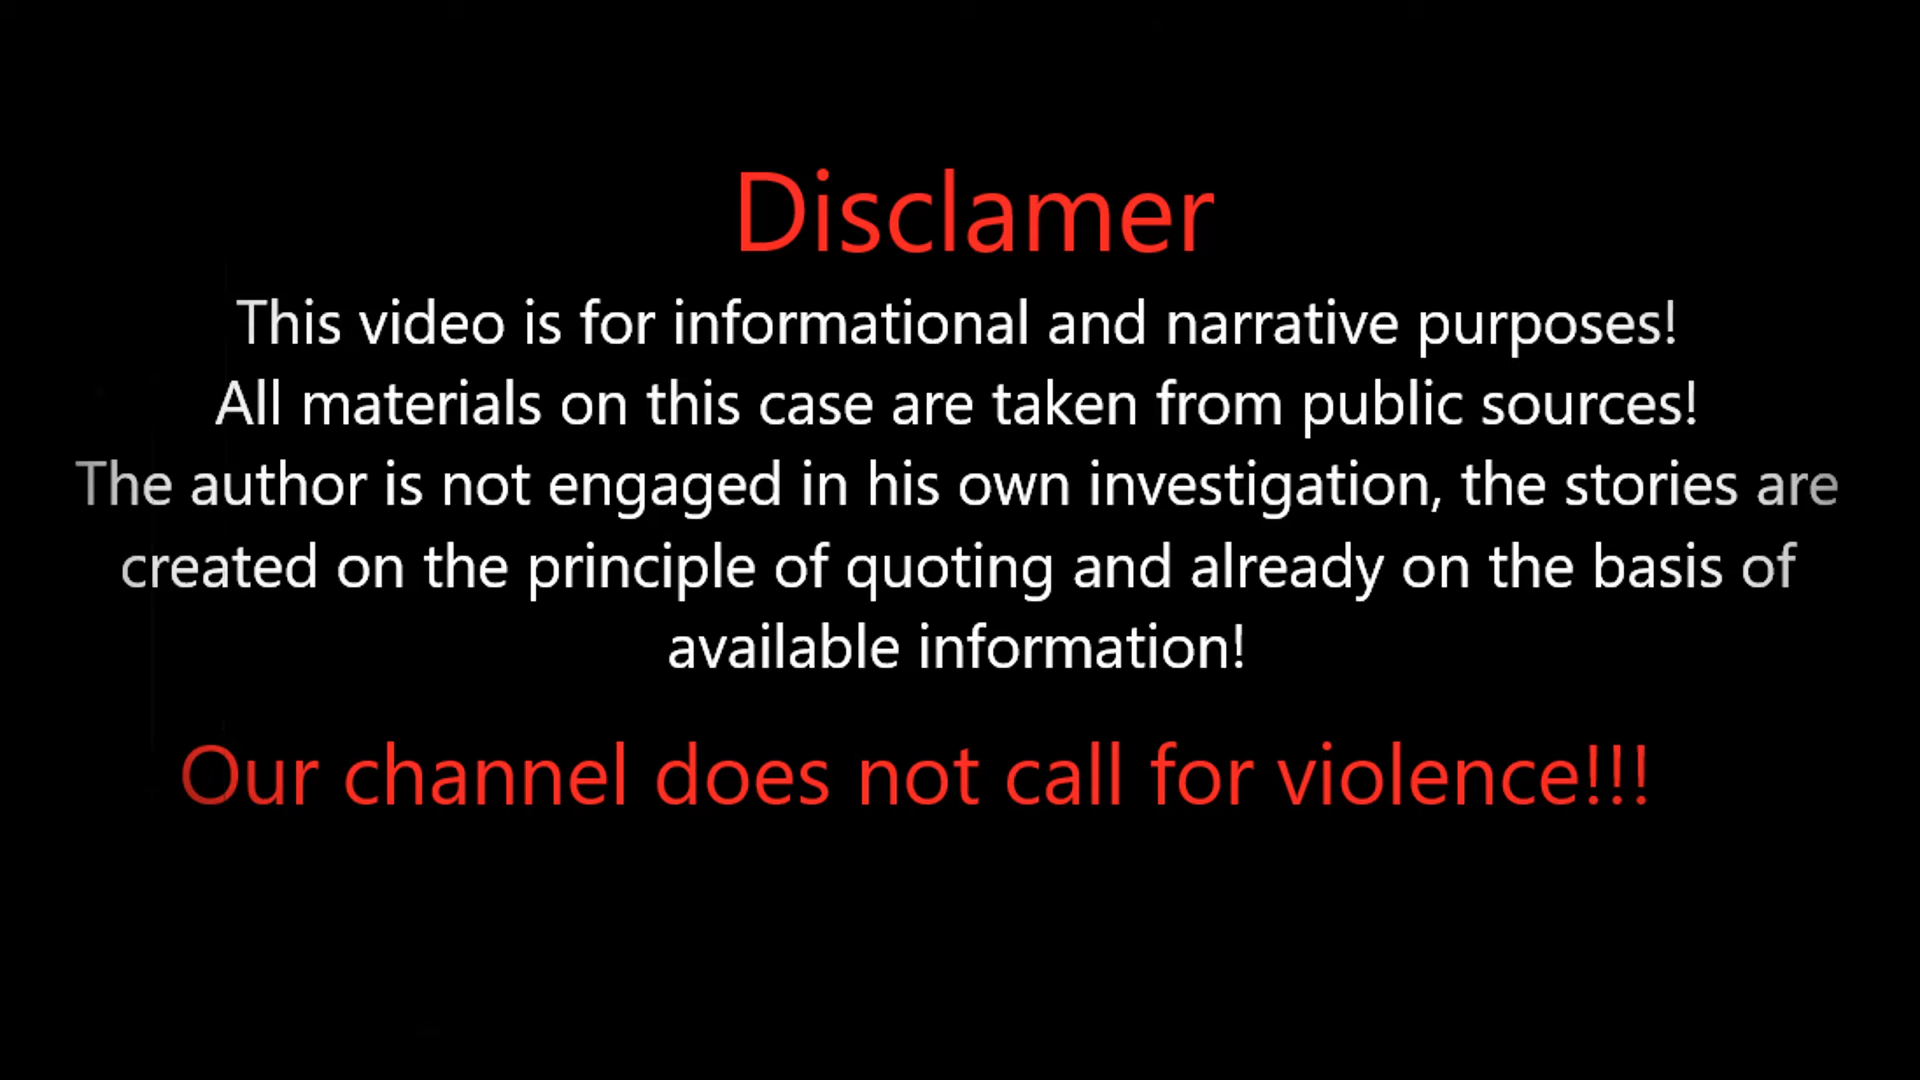 Disclamer
This video is for informational and narrative purposes!
All materials on this case are taken from public sources!
The author is not engaged in his own investigation, the stories are
created on the principle of quoting and already on the basis of
available information!
Our channel does not call for violence!!!